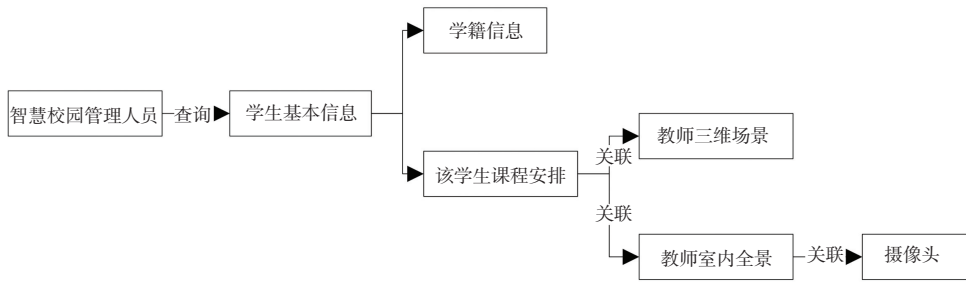 学籍信息
智慧校园管理人员
查询
学生基本信息
教师三维场景
关联
该学生课程安排
关联
教师室内全景
关联
摄像头